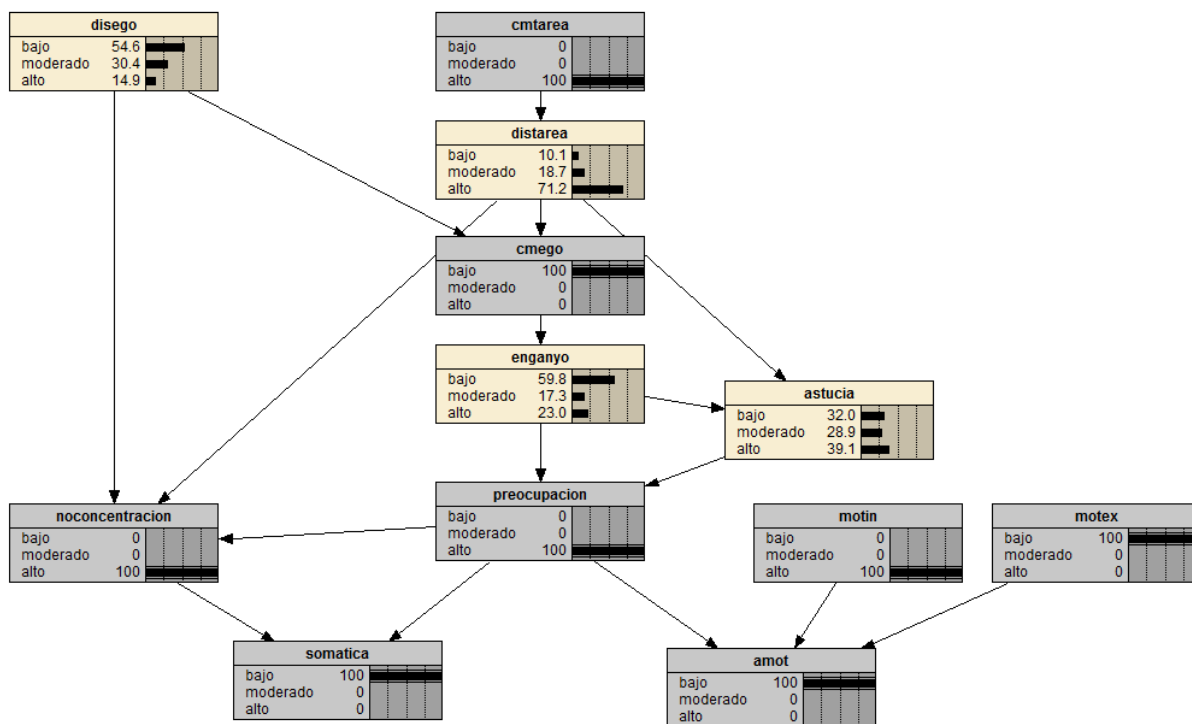 disego
bajo 54.6
moderado 30.4
alto 14.9
cmtarea
bajo 0
moderado 0
alto 100
distarea
bajo 10.1
moderado 18.7
alto 71.2
cmego
bajo 100
moderado 0
alto 0
enganyo
bajo 59.8
moderado 17.3
alto 23.0
astucia
bajo 32.0
moderado 28.9
alto 39.1
preocupacion
bajo 0
moderado 0
alto 100
noconcentracion
bajo 0
moderado 0
alto 100
motin
bajo 0
moderado 0
alto 100
motex
bajo 100
moderado 0
alto 0
somatica
bajo 100
moderado 0
alto 0
amot
bajo 100
moderado 0
alto 0